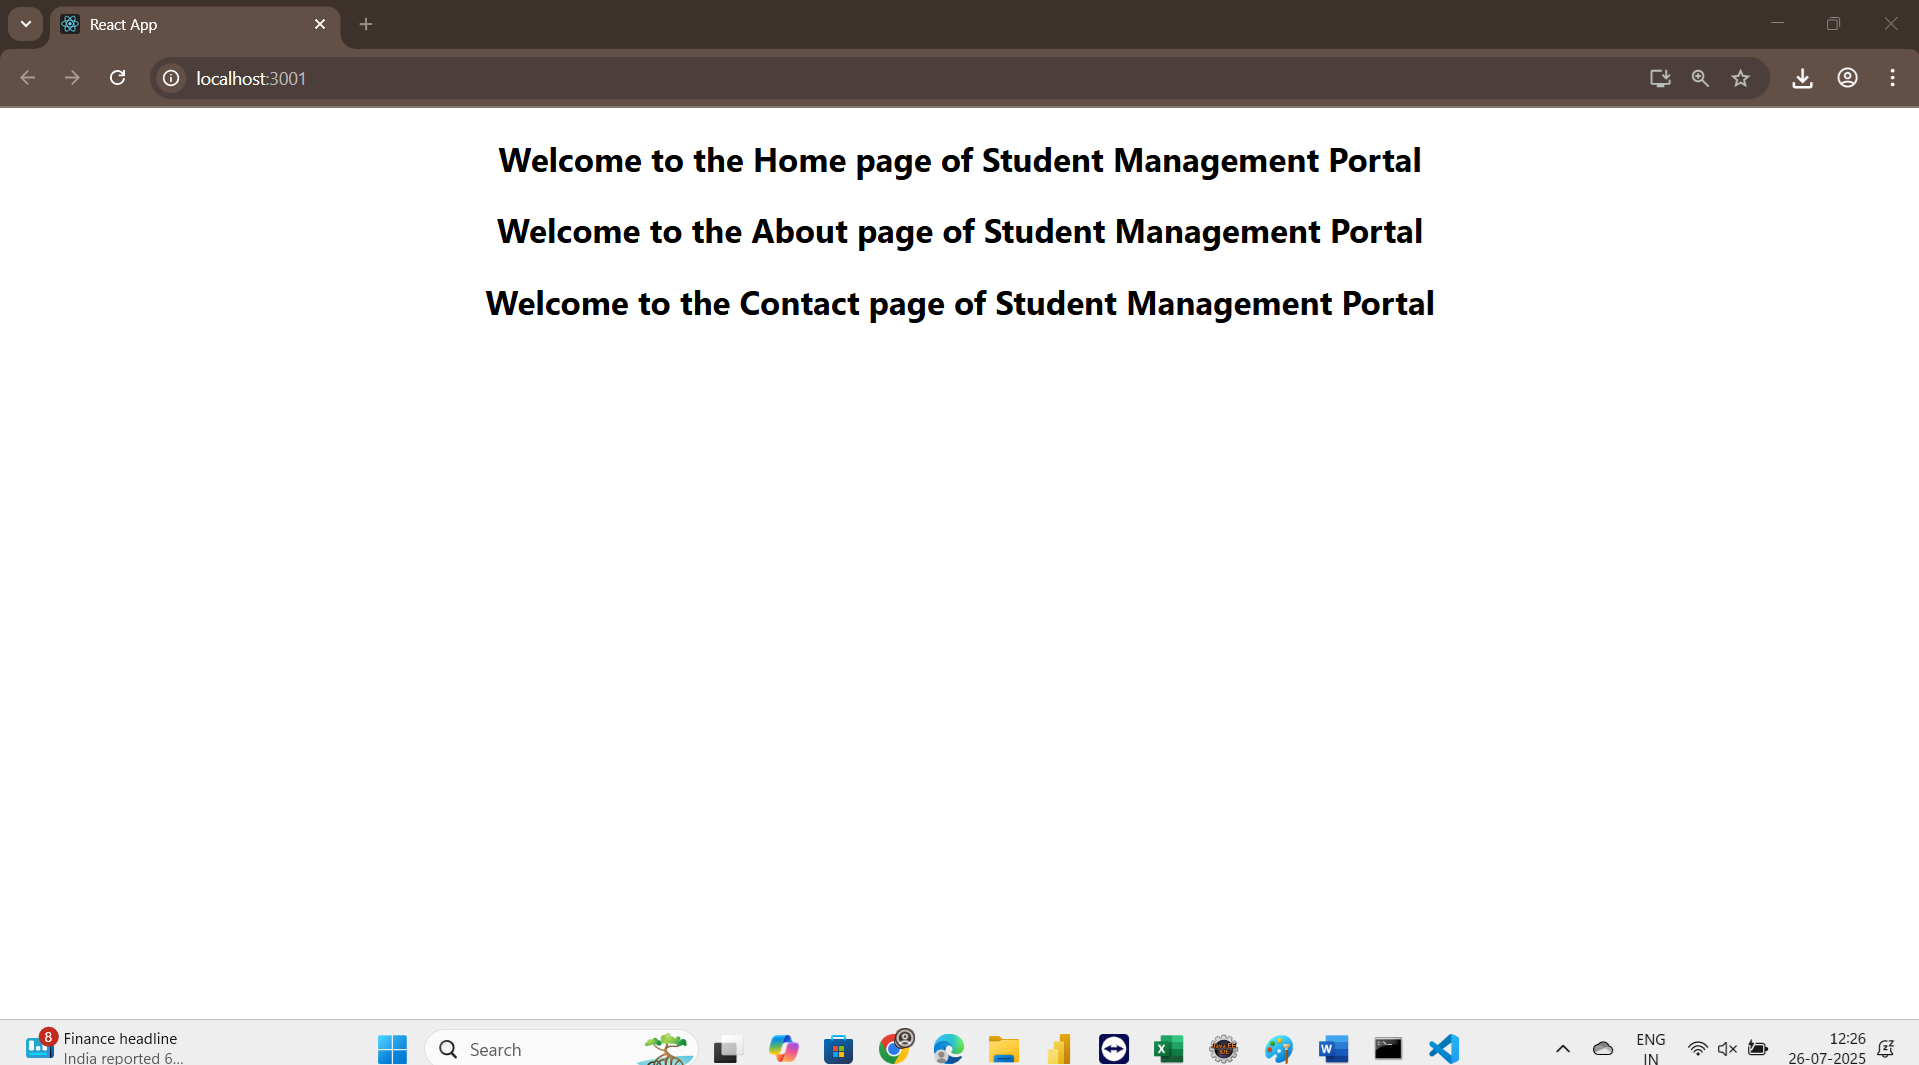 React App
localhost:3001
Welcome to the Home page of Student Management Portal
Welcome to the About page of Student Management Portal
Welcome to the Contact page of Student Management Portal
8
Finance headline
India reported 6...
Search
ENG
IN
12:26
26-07-2025